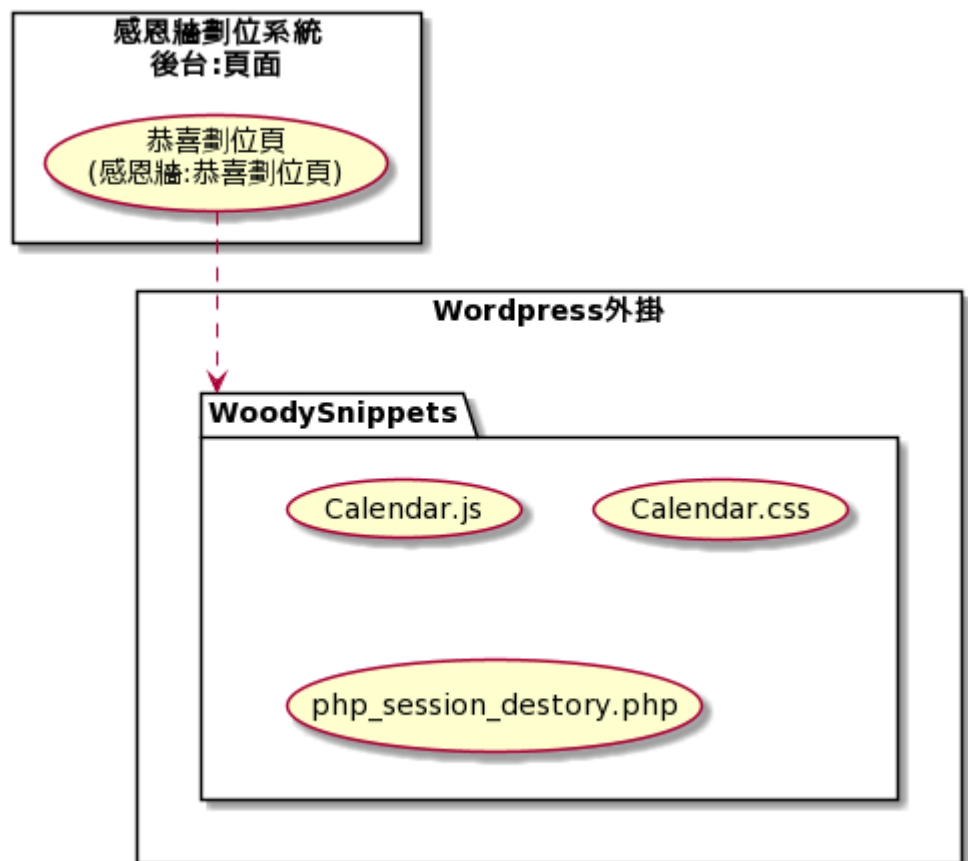 感恩牆劃位系統
後台:頁面
恭喜劃位頁
(感恩牆:恭喜劃位頁)
Wordpress外掛
WoodySnippets
Calendar.js
Calendar.css
php_session_destory.php